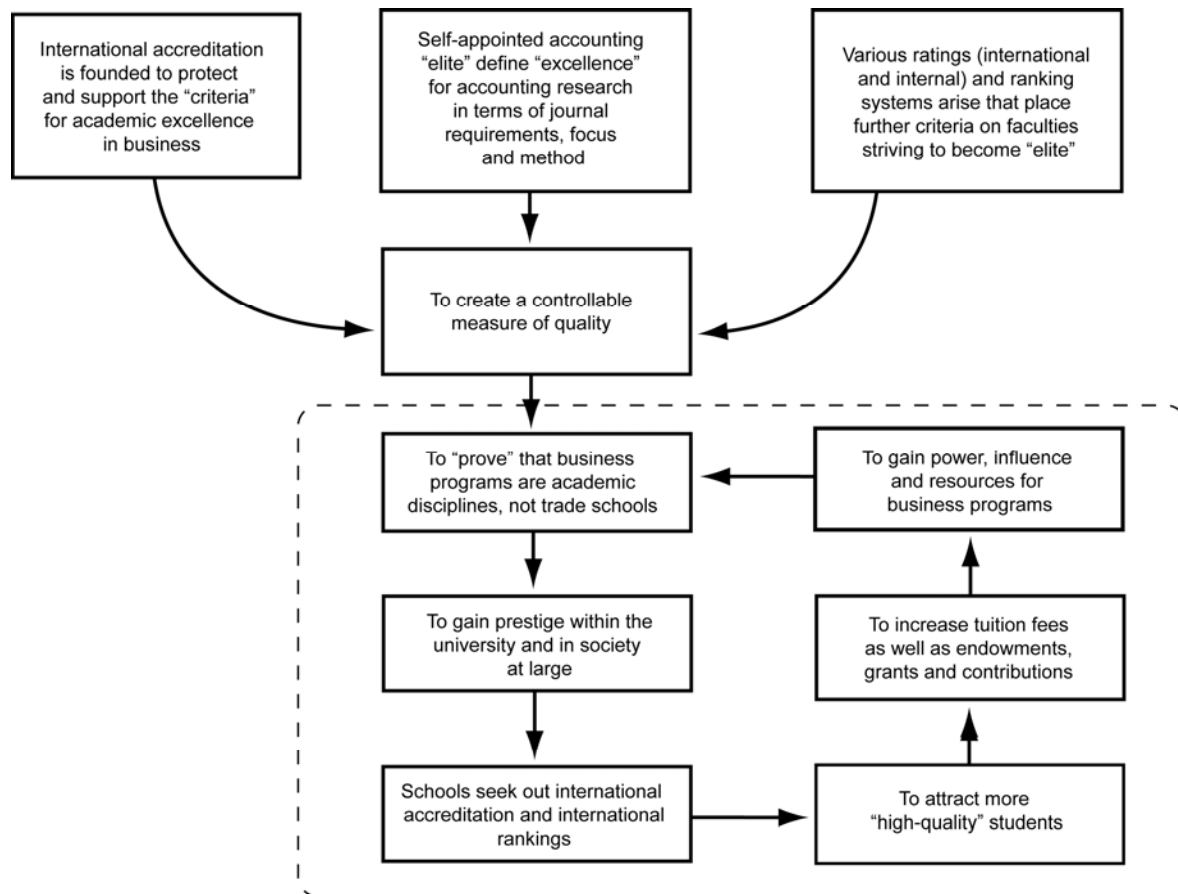 International accreditation
is founded to protect
and support the “criteria”
for academic excellence
in business
Self-appointed accounting
“elite” define “excellence”
for accounting research
in terms of journal
requirements, focus
and method
Various ratings (international
and internal) and ranking
systems arise that place
further criteria on faculties
striving to become “elite”
To create a controllable
measure of quality
To “prove” that business
programs are academic
disciplines, not trade schools
To gain power, influence
and resources for
business programs
To gain prestige within the
university and in society
at large
To increase tuition fees
as well as endowments,
grants and contributions
Schools seek out international
accreditation and international
rankings
To attract more
“high-quality” students